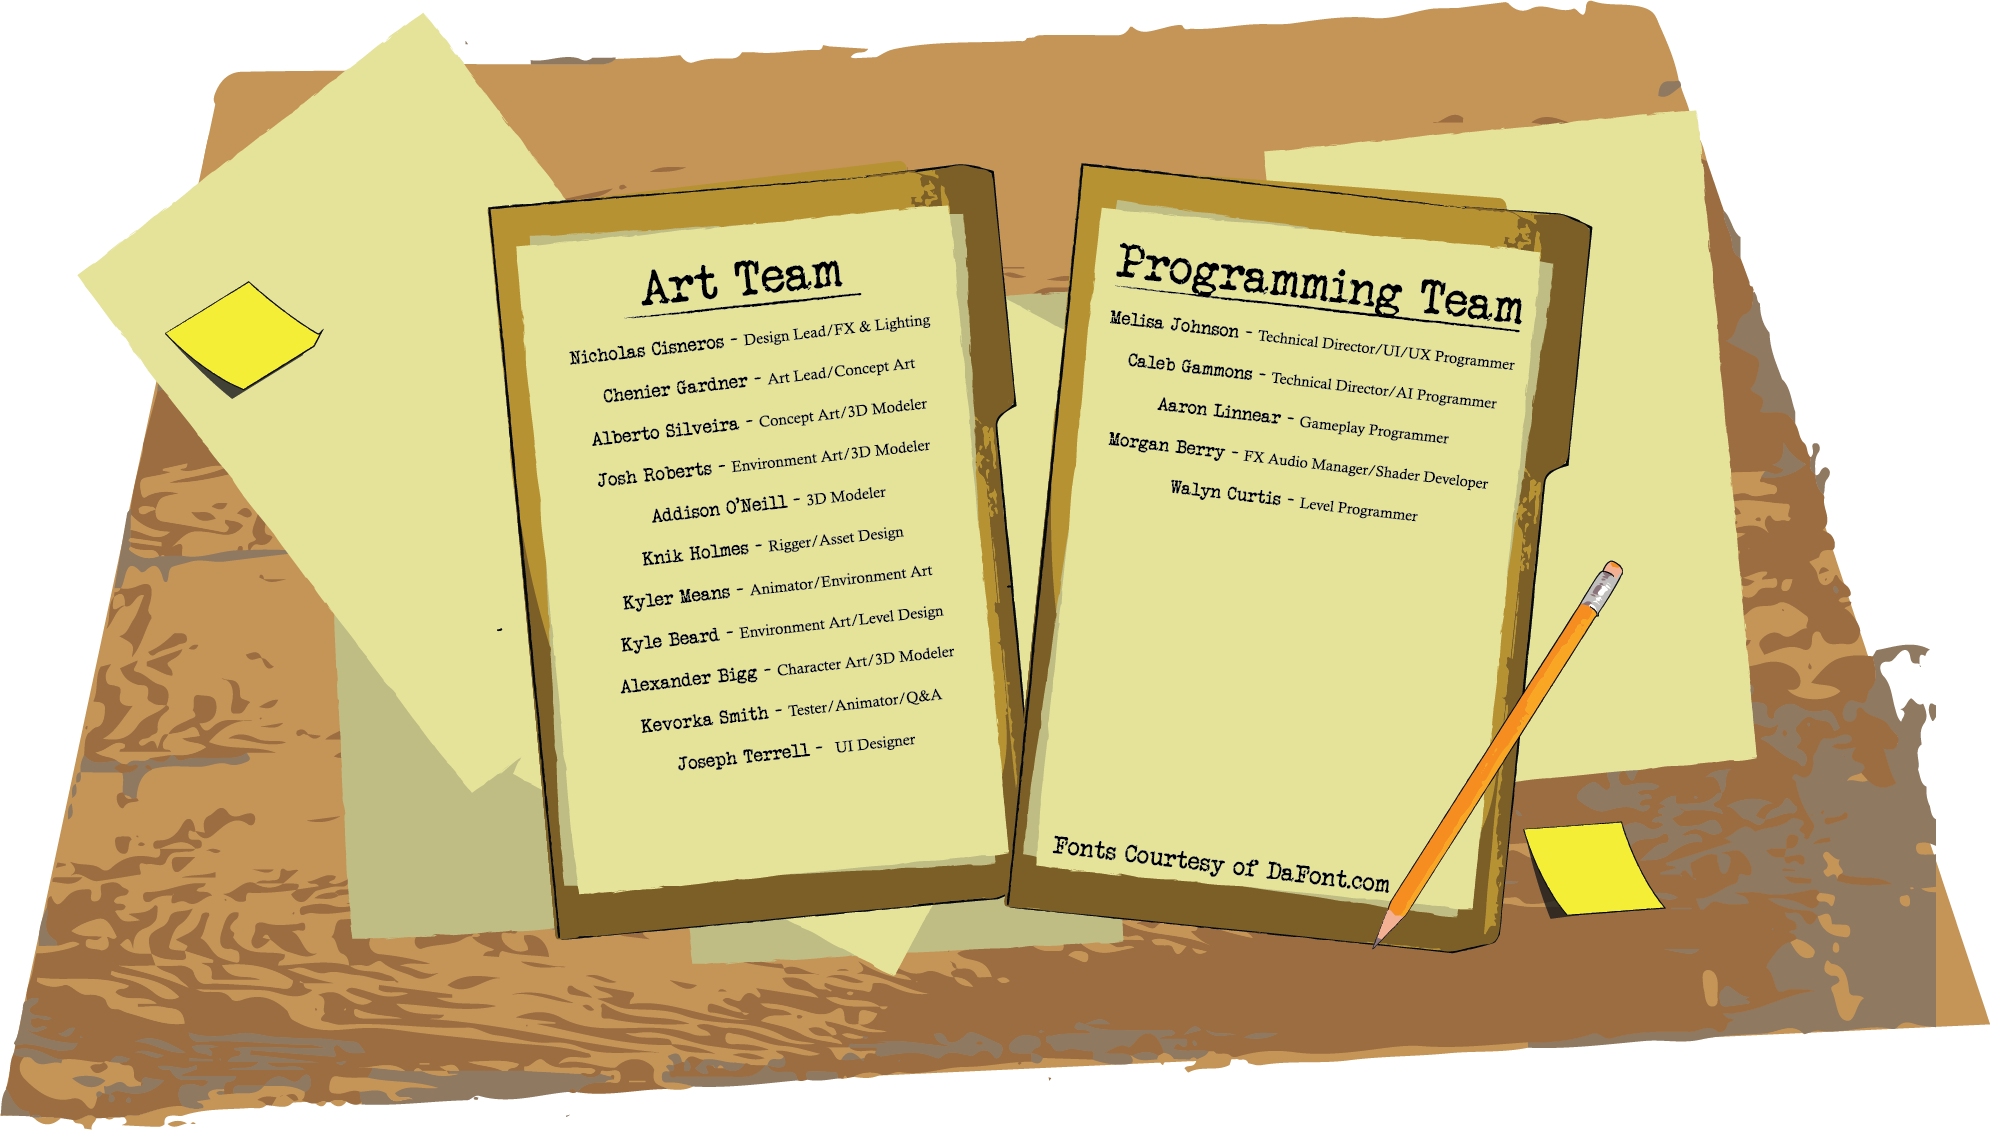 Art Team
Nicholas Cisneros - Design Lead/FX & Lighting
Chenier Gardner - Art Lead/Concept Art
Alberto Silveira - Concept Art/3D Modeler
Josh Roberts - Environment Art/3D Modeler
Addison O'Neill - 3D Modeler
Knik Holmes - Rigger/Asset Design
Kyler Means - Animator/Environment Art
Kyle Beard - Environment Art/Level Design
Alexander Bigg - Character Art/3D Modeler
Kevorka Smith - Tester/Animator/Q&A
Joseph Terrell - UI Designer
Programming Team
Melisa Johnson - Technical Director/UI/UX Programmer
Caleb Gammons - Technical Director/AI Programmer
Aaron Linnear - Gameplay Programmer
Morgan Berry - FX Audio Manager/Shader Developer
Walyn Curtis - Level Programmer
Fonts Courtesy of DaFont.com